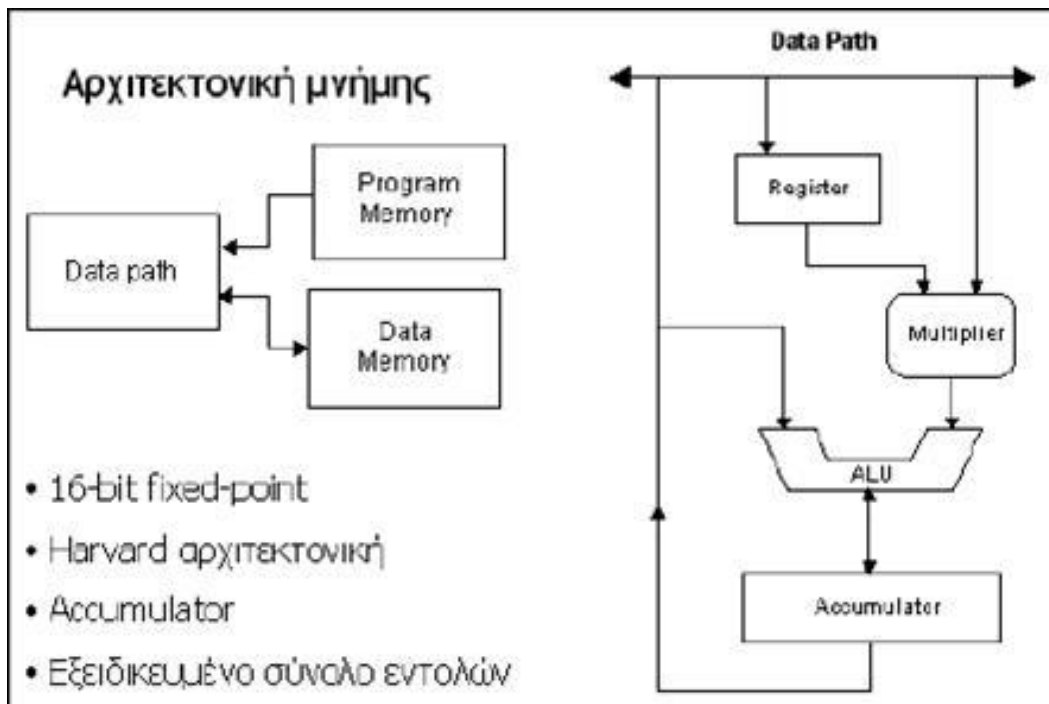 Αρχιτεκτονική μνήμης
Program
Memory
Data path
Data
Memory
• 16-bit fixed-point
• Harvard αρχιτεκτονική
• Accumulator
• Εξειδικευμένο σύνολο εντολών
Data Path
Register
Multiplier
ALU
Accumulator